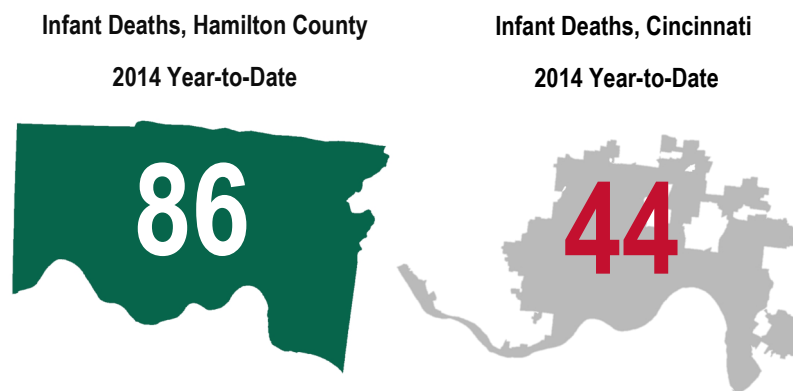 Infant Deaths, Hamilton County
2014 Year-to-Date
86
Infant Deaths, Cincinnati
2014 Year-to-Date
44